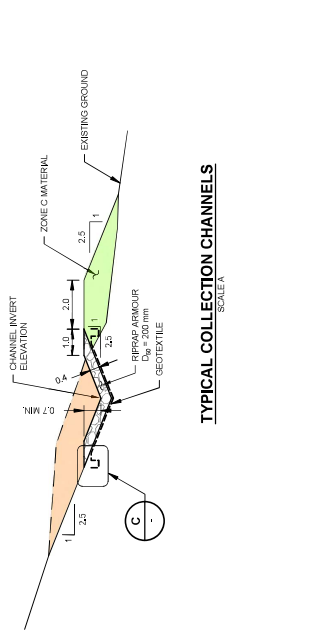 EXISTING GROUND
ZONE C MATERIAL
CHANNEL INVERT
ELEVATION
2.5
1
2.0
1.0
1
2.5
0.4
0.7 MIN.
RIPRAP ARMOUR
D50 = 200 mm
GEOTEXTILE
1
2.5
C
-
TYPICAL COLLECTION CHANNELS
SCALE A